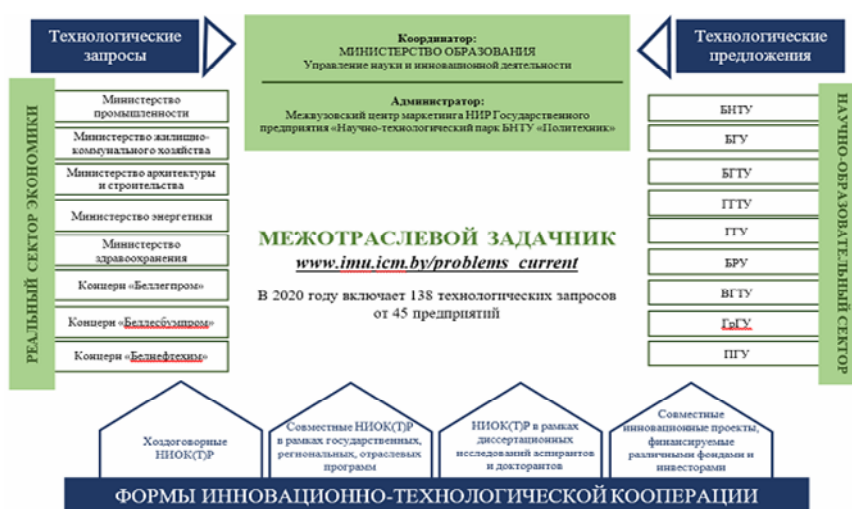 Технологические
запросы
Координатор:
МИНИСТЕРСТВО ОБРАЗОВАНИЯ
Управление науки и инновационной деятельности
Администратор:
Межвузовский центр маркетинга НИР Государственного
предприятия «Научно-технологический парк БНТУ «Политехник»
Технологические
предложения
РЕАЛЬНЫЙ СЕКТОР ЭКОНОМИКИ
Министерство
промышленности
Министерство жилищно-
коммунального хозяйства
Министерство архитектуры
и строительства
Министерство энергетики
Министерство
здравоохранения
Концерн «Беллегпром»
Концерн «Беллесбумпром»
Концерн «Белнефтехим»
МЕЖОТРАСЛЕВОЙ ЗАДАЧНИК
www.imu.icm.by/problems_current
В 2020 году включает 138 технологических запросов
от 45 предприятий
БНТУ
БГУ
БГТУ
ГГТУ
ГГУ
БРУ
ВГТУ
ГрГУ
ПГУ
НАУЧНО-ОБРАЗОВАТЕЛЬНЫЙ СЕКТОР
Хоздоговорные
НИОК(Т)Р
Совместные НИОК(Т)Р
в рамках государственных,
региональных, отраслевых
программ
НИОК(Т)Р в рамках
диссертационных
исследований аспирантов
и докторантов
Совместные
инновационные проекты,
финансируемые
различными фондами и
инвесторами
ФОРМЫ ИННОВАЦИОННО-ТЕХНОЛОГИЧЕСКОЙ КООПЕРАЦИИ